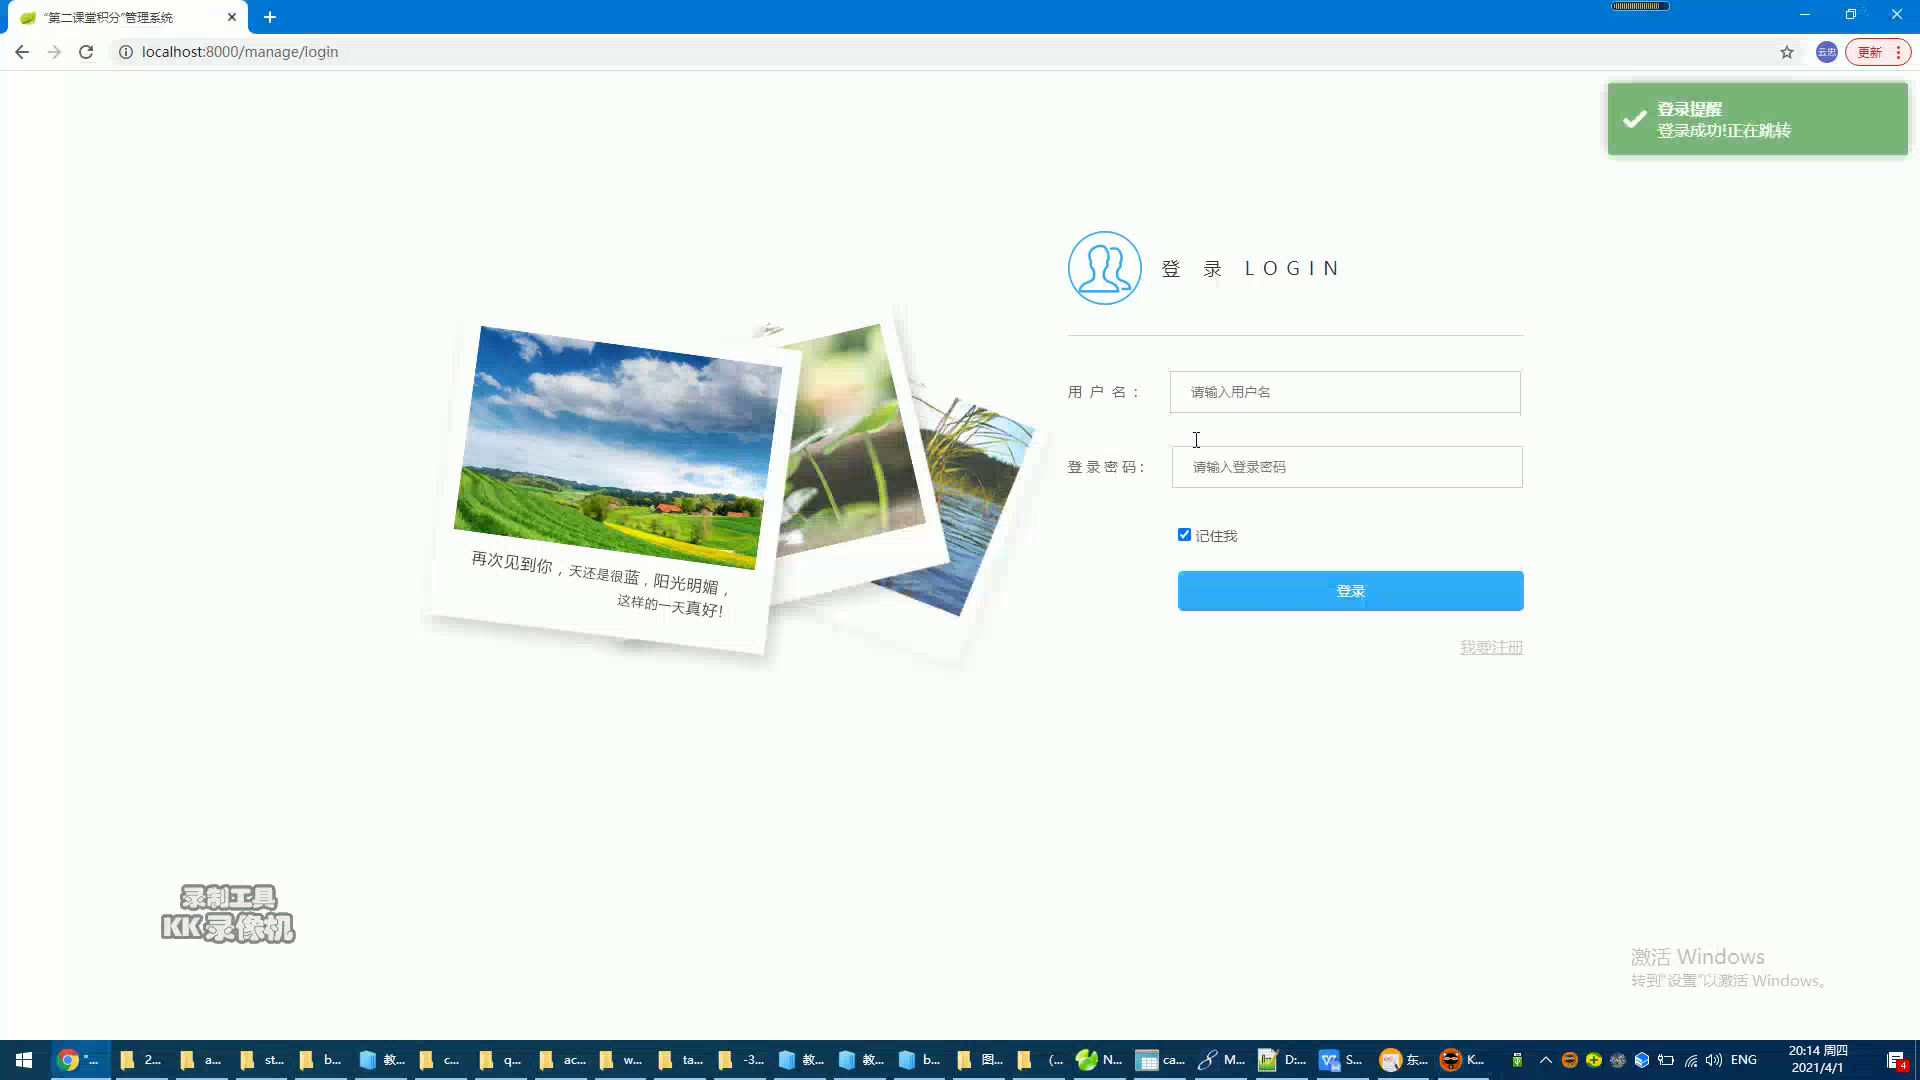 “第二课堂积分”管理系统
localhost:8000/manage/login
云忠
更新
登录提醒
登录成功!正在跳转
登 录 LOGIN
用户名：
请输入用户名
登录密码：
请输入登录密码
记住我
登录
我要注册
再次见到你，天还是很蓝，阳光明媚，
这样的一天真好！
录制工具
KK录像机
激活 Windows
转到“设置”以激活 Windows。
"...
2...
a...
st...
b...
教...
c...
q...
ac...
w...
ta...
-3...
教...
教...
b...
图...
(...
N...
ca...
M...
D:...
S...
东...
K...
ENG
20:14 周四
2021/4/1
4